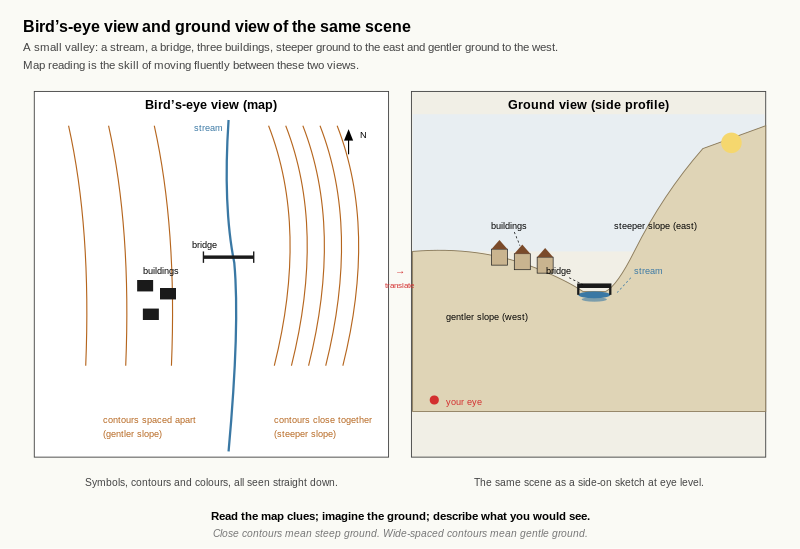 Bird's-eye view and ground view of the same scene
A small valley: a stream, a bridge, three buildings, steeper ground to the east and gentler ground to the west.
Map reading is the skill of moving fluently between these two views.
Bird's-eye view (map)
stream
N
bridge
buildings
contours spaced apart
(gentler slope)
contours close together
(steeper slope)
→
translate
Ground view (side profile)
buildings
steeper slope (east)
bridge
stream
gentler slope (west)
your eye
Symbols, contours and colours, all seen straight down.
The same scene as a side-on sketch at eye level.
Read the map clues; imagine the ground; describe what you would see.
Close contours mean steep ground. Wide-spaced contours mean gentle ground.